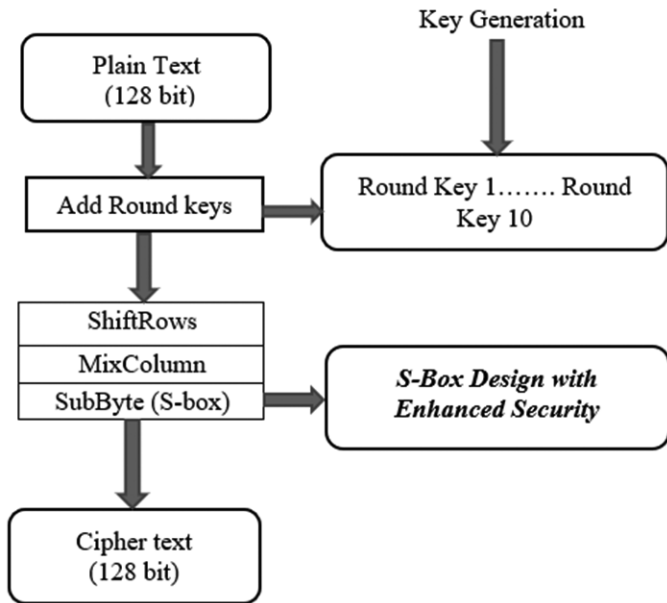 Key Generation
Plain Text
(128 bit)
Add Round keys
Round Key 1……. Round
Key 10
ShiftRows
MixColumn
SubByte (S-box)
S-Box Design with
Enhanced Security
Cipher text
(128 bit)